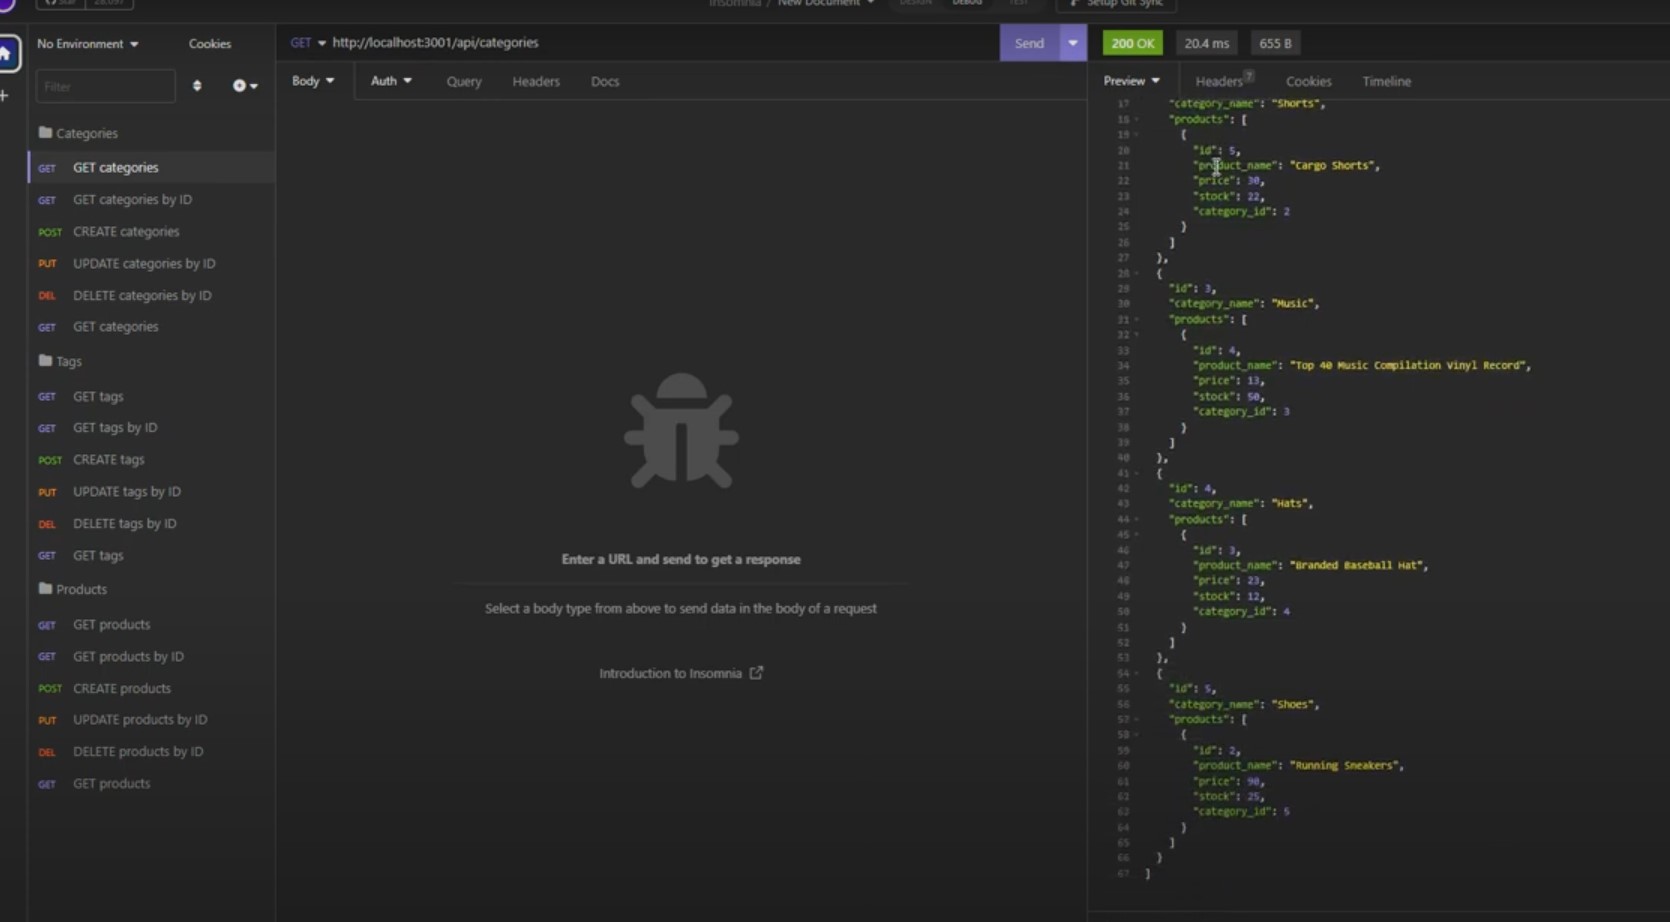 Star 28,097
Insomnia / New Document
DESIGN DEBUG TEST
Setup Git Sync
No Environment
Cookies
Filter
Categories
GET GET categories
GET GET categories by ID
POST CREATE categories
PUT UPDATE categories by ID
DEL DELETE categories by ID
GET GET categories
Tags
GET GET tags
GET GET tags by ID
POST CREATE tags
PUT UPDATE tags by ID
DEL DELETE tags by ID
GET GET tags
Products
GET GET products
GET GET products by ID
POST CREATE products
PUT UPDATE products by ID
DEL DELETE products by ID
GET GET products
GET http://localhost:3001/api/categories
Send
Body Auth Query Headers Docs
Enter a URL and send to get a response
Select a body type from above to send data in the body of a request
Introduction to Insomnia
200 OK 20.4 ms 655 B
Preview Headers 7 Cookies Timeline
17 "category_name": "Shorts",
18 "products": [
19 {
20 "id": 5,
21 "product_name": "Cargo Shorts",
22 "price": 30,
23 "stock": 22,
24 "category_id": 2
25 }
26 ]
27 },
28 {
29 "id": 3,
30 "category_name": "Music",
31 "products": [
32 {
33 "id": 4,
34 "product_name": "Top 40 Music Compilation Vinyl Record",
35 "price": 13,
36 "stock": 50,
37 "category_id": 3
38 }
39 ]
40 },
41 {
42 "id": 4,
43 "category_name": "Hats",
44 "products": [
45 {
46 "id": 3,
47 "product_name": "Branded Baseball Hat",
48 "price": 23,
49 "stock": 12,
50 "category_id": 4
51 }
52 ]
53 },
54 {
55 "id": 5,
56 "category_name": "Shoes",
57 "products": [
58 {
59 "id": 2,
60 "product_name": "Running Sneakers",
61 "price": 90,
62 "stock": 25,
63 "category_id": 5
64 }
65 ]
66 }
67 ]